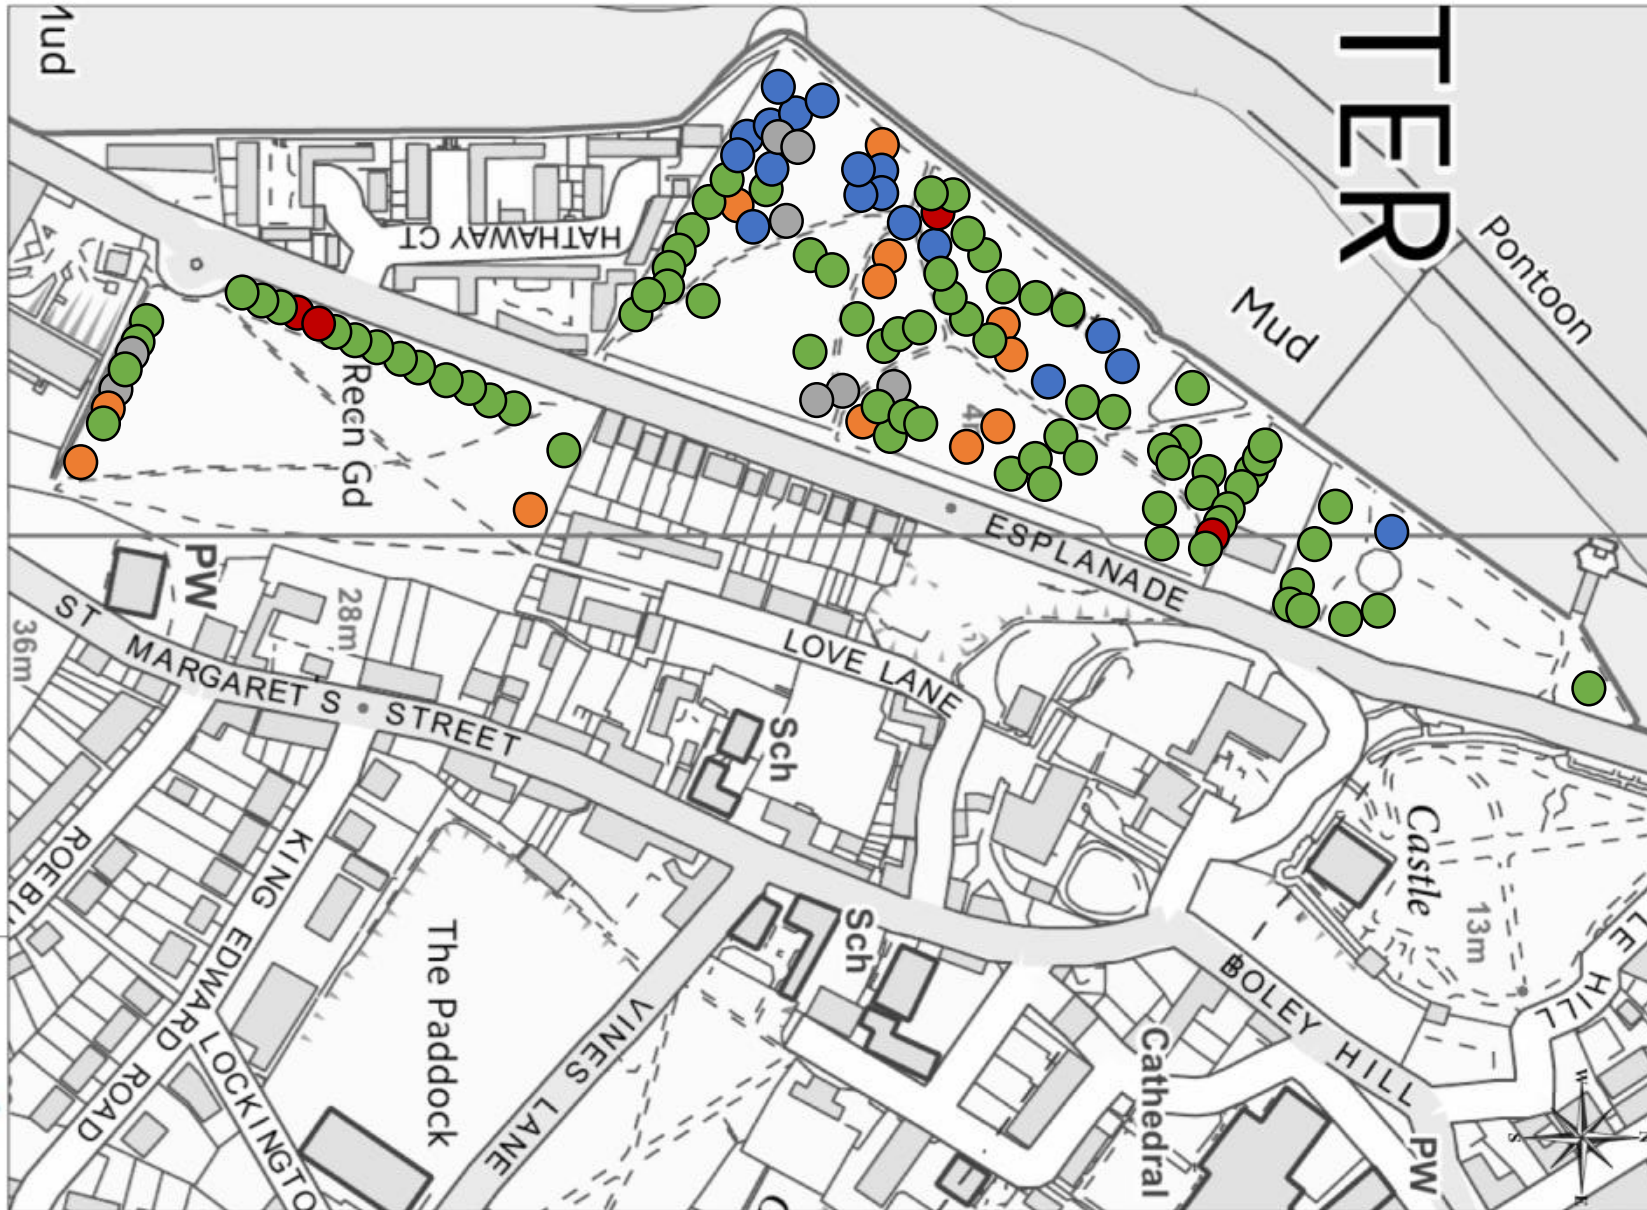 Mud
TER
Pontoon
Mud
HATHAWAY CT
Recn Gd
ESPLANADE
PW
28m
ST MARGARET S STREET
36m
LOVE LANE
Sch
Castle
13m
KING EDWARD ROAD
The Paddock
Sch
BOLEY HILL
HILL
VINES LANE
LOCKINGTO
Cathedral
PW
W
S
N
E